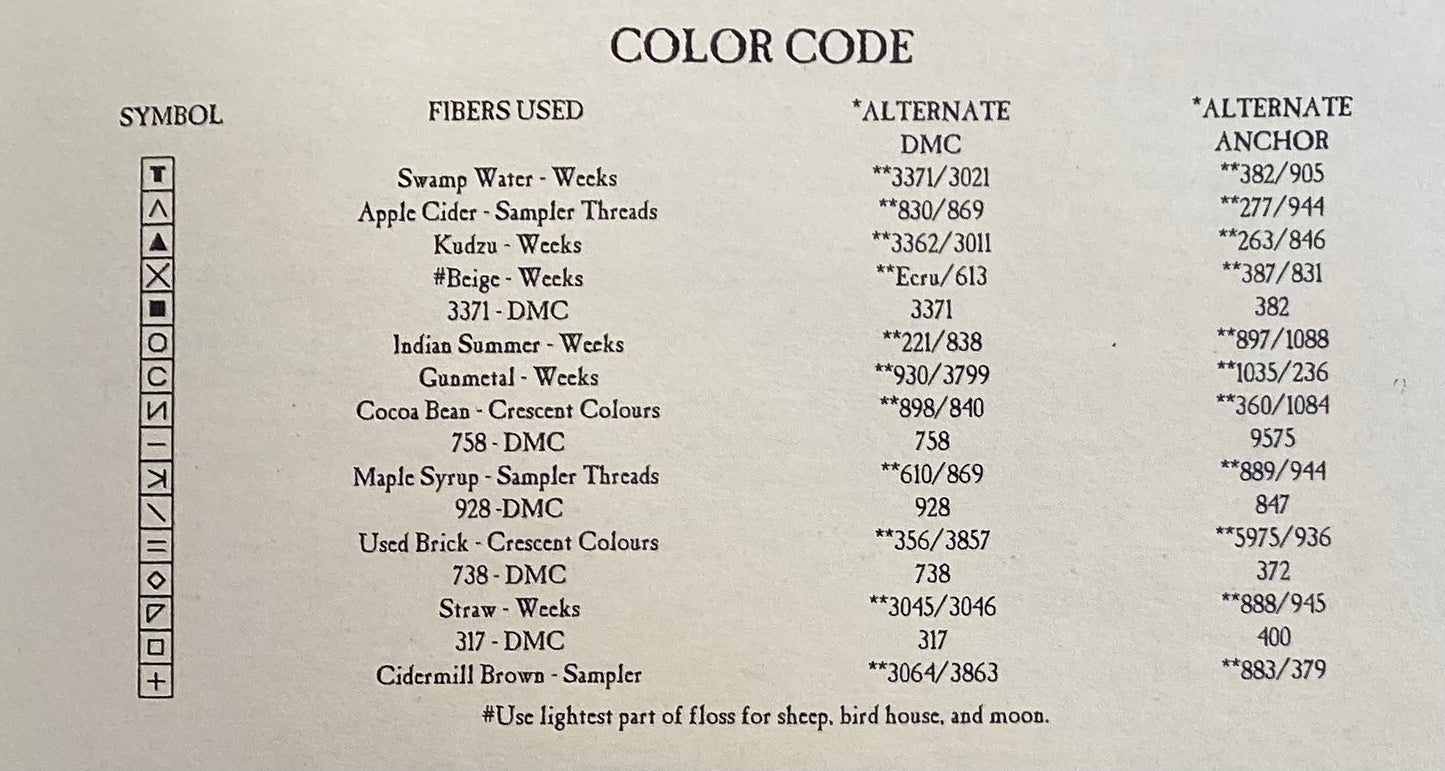 COLOR CODE
SYMBOL FIBERS USED *ALTERNATE *ALTERNATE
DMC ANCHOR
Swamp Water - Weeks **3371/3021 **382/905
Apple Cider - Sampler Threads **830/869 **277/944
Kudzu - Weeks **3362/3011 **263/846
#Beige - Weeks **Ecru/613 **387/831
3371 - DMC 3371 382
Indian Summer - Weeks **221/838 **897/1088
Gunmetal - Weeks **930/3799 **1035/236
Cocoa Bean - Crescent Colours **898/840 **360/1084
758 - DMC 758 9575
Maple Syrup - Sampler Threads **610/869 **889/944
928 -DMC 928 847
Used Brick - Crescent Colours **356/3857 **5975/936
738 - DMC 738 372
Straw - Weeks **3045/3046 **888/945
317 - DMC 317 400
Cidermill Brown - Sampler **3064/3863 **883/379
#Use lightest part of floss for sheep, bird house, and moon.